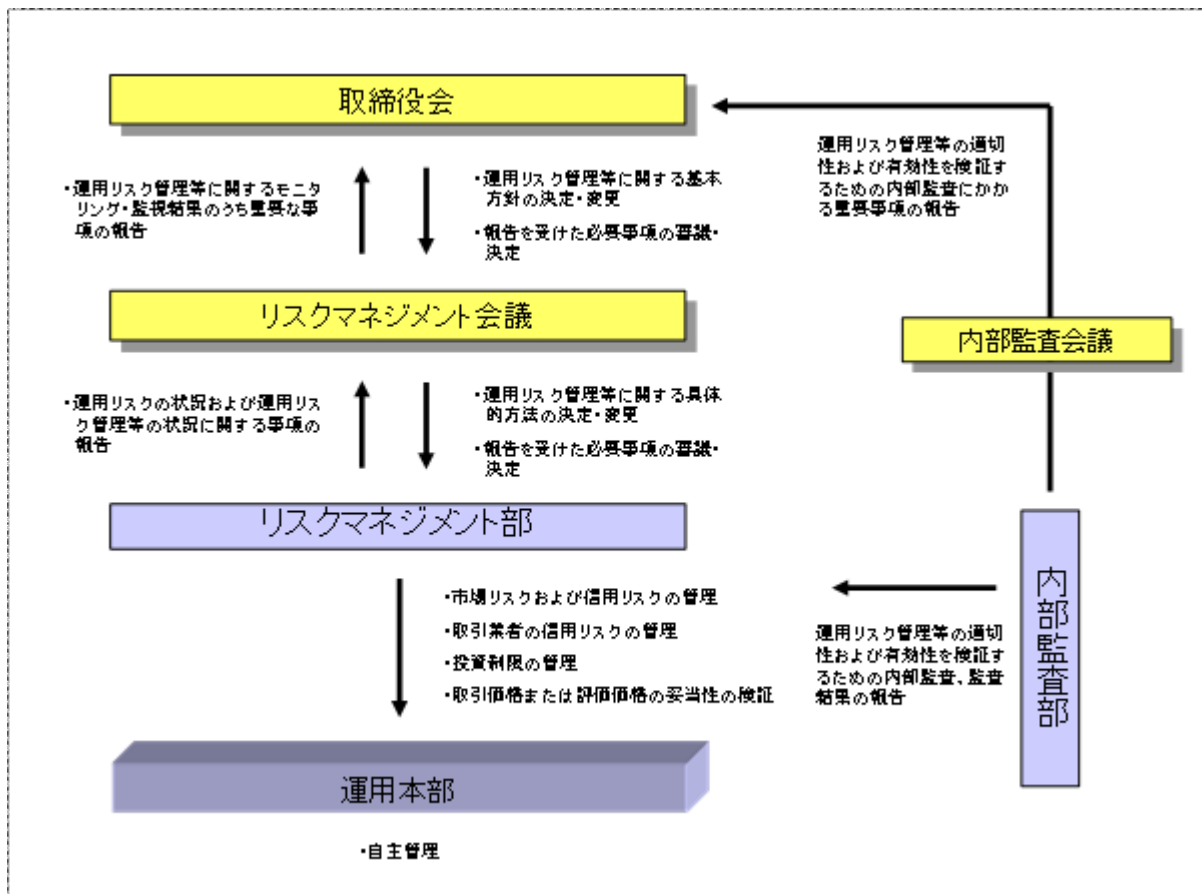 取締役会
・運用リスク管理等に関するモニ
タリング・監視結果のうち重要な事
項の報告
・運用リスク管理等に関する基本
方針の決定・変更
・報告を受けた必要事項の審議・
決定
運用リスク管理等の適切
性および有効性を検証す
るための内部監査にかか
る重要事項の報告
リスクマネジメント会議
内部監査会議
・運用リスクの状況および運用リス
ク管理等の状況に関する事項の
報告
・運用リスク管理等に関する具体
的方法の決定・変更
・報告を受けた必要事項の審議・
決定
リスクマネジメント部
内部監査部
・市場リスクおよび信用リスクの管理
・取引業者の信用リスクの管理
・投資制限の管理
・取引価格または評価価格の妥当性の検証
運用リスク管理等の適切
性および有効性を検証す
るための内部監査、監査
結果の報告
運用本部
・自主管理